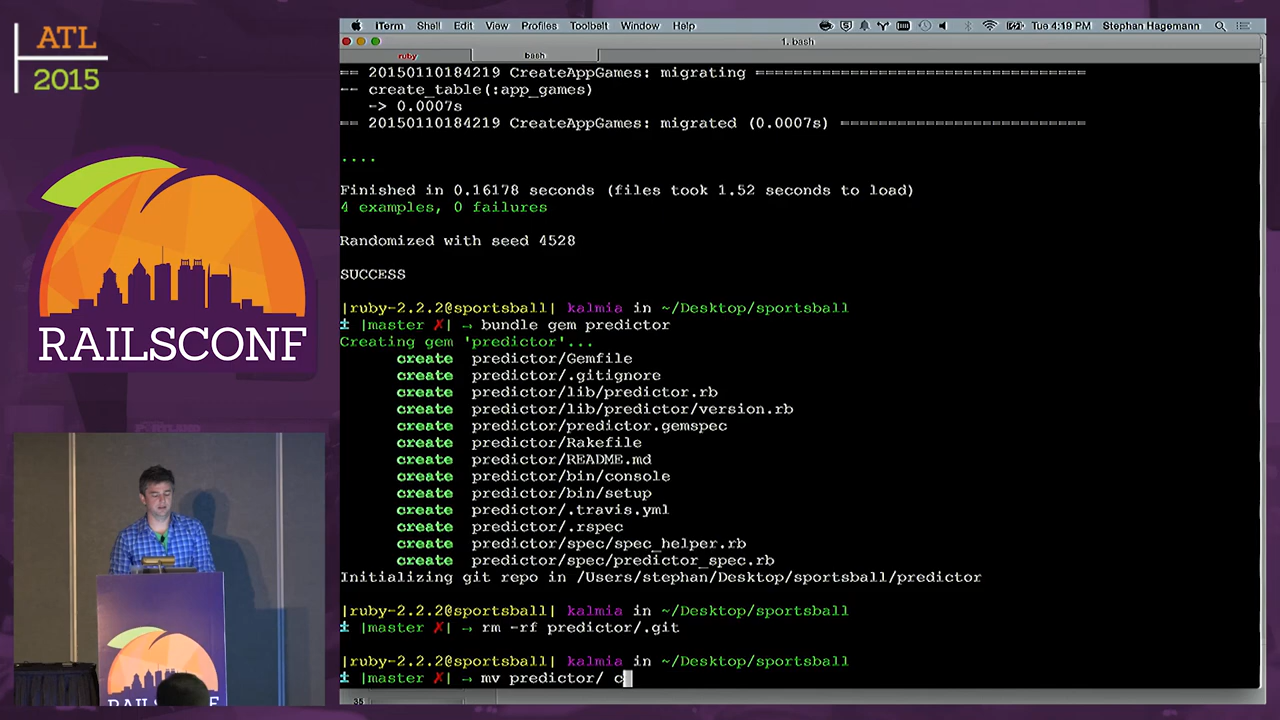 ATL
2015
RAILSCONF
iTerm Shell Edit View Profiles Toolbelt Window Help Tue 4:19 PM Stephan Hagemann
1. bash
ruby bash
== 20150110184219 CreateAppGames: migrating ===================================
-- create_table(:app_games)
-> 0.0007s
== 20150110184219 CreateAppGames: migrated (0.0007s) ==========================
....
Finished in 0.16178 seconds (files took 1.52 seconds to load)
4 examples, 0 failures
Randomized with seed 4528
SUCCESS
|ruby-2.2.2@sportsball| kalmia in ~/Desktop/sportsball
± |master ✗| → bundle gem predictor
Creating gem 'predictor'...
create predictor/Gemfile
create predictor/.gitignore
create predictor/lib/predictor.rb
create predictor/lib/predictor/version.rb
create predictor/predictor.gemspec
create predictor/Rakefile
create predictor/README.md
create predictor/bin/console
create predictor/bin/setup
create predictor/.travis.yml
create predictor/.rspec
create predictor/spec/spec_helper.rb
create predictor/spec/predictor_spec.rb
Initializing git repo in /Users/stephan/Desktop/sportsball/predictor
|ruby-2.2.2@sportsball| kalmia in ~/Desktop/sportsball
± |master ✗| → rm -rf predictor/.git
|ruby-2.2.2@sportsball| kalmia in ~/Desktop/sportsball
± |master ✗| → mv predictor/ c
35